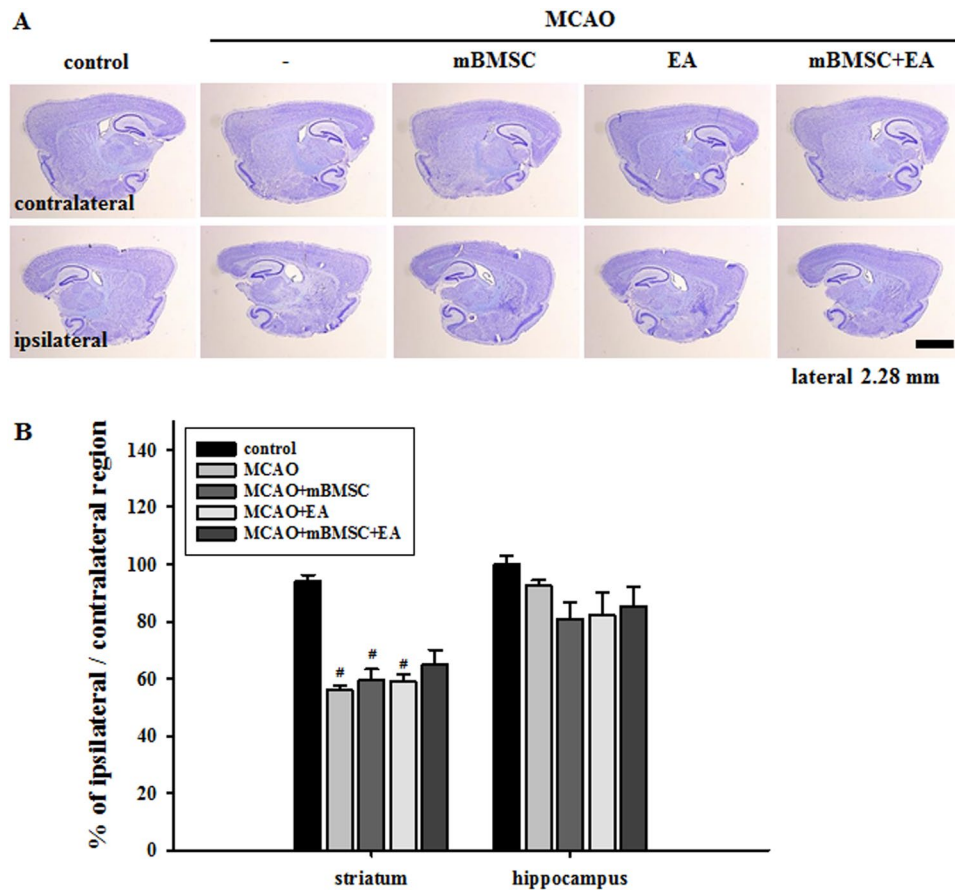 A
MCAO
control - mBMSC EA mBMSC+EA
contralateral
ipsilateral
lateral 2.28 mm
B
% of ipsilateral / contralateral region
140
120
100
80
60
40
20
0
control
MCAO
MCAO+mBMSC
MCAO+EA
MCAO+mBMSC+EA
# # #
striatum hippocampus